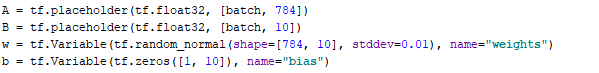 A = tf.placeholder(tf.float32, [batch, 784])
B = tf.placeholder(tf.float32, [batch, 10])
w = tf.Variable(tf.random_normal(shape=[784, 10], stddev=0.01), name="weights")
b = tf.Variable(tf.zeros([1, 10]), name="bias")